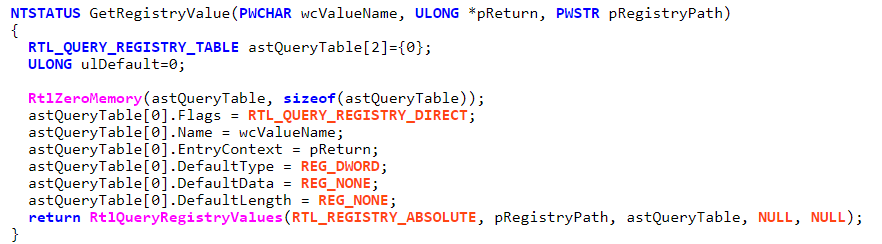 NTSTATUS GetRegistryValue(PWCHAR wcValueName, ULONG *pReturn, PWSTR pRegistryPath)
{
  RTL_QUERY_REGISTRY_TABLE astQueryTable[2]={0};
  ULONG ulDefault=0;

  RtlZeroMemory(astQueryTable, sizeof(astQueryTable));
  astQueryTable[0].Flags = RTL_QUERY_REGISTRY_DIRECT;
  astQueryTable[0].Name = wcValueName;
  astQueryTable[0].EntryContext = pReturn;
  astQueryTable[0].DefaultType = REG_DWORD;
  astQueryTable[0].DefaultData = REG_NONE;
  astQueryTable[0].DefaultLength = REG_NONE;
  return RtlQueryRegistryValues(RTL_REGISTRY_ABSOLUTE, pRegistryPath, astQueryTable, NULL, NULL);
}